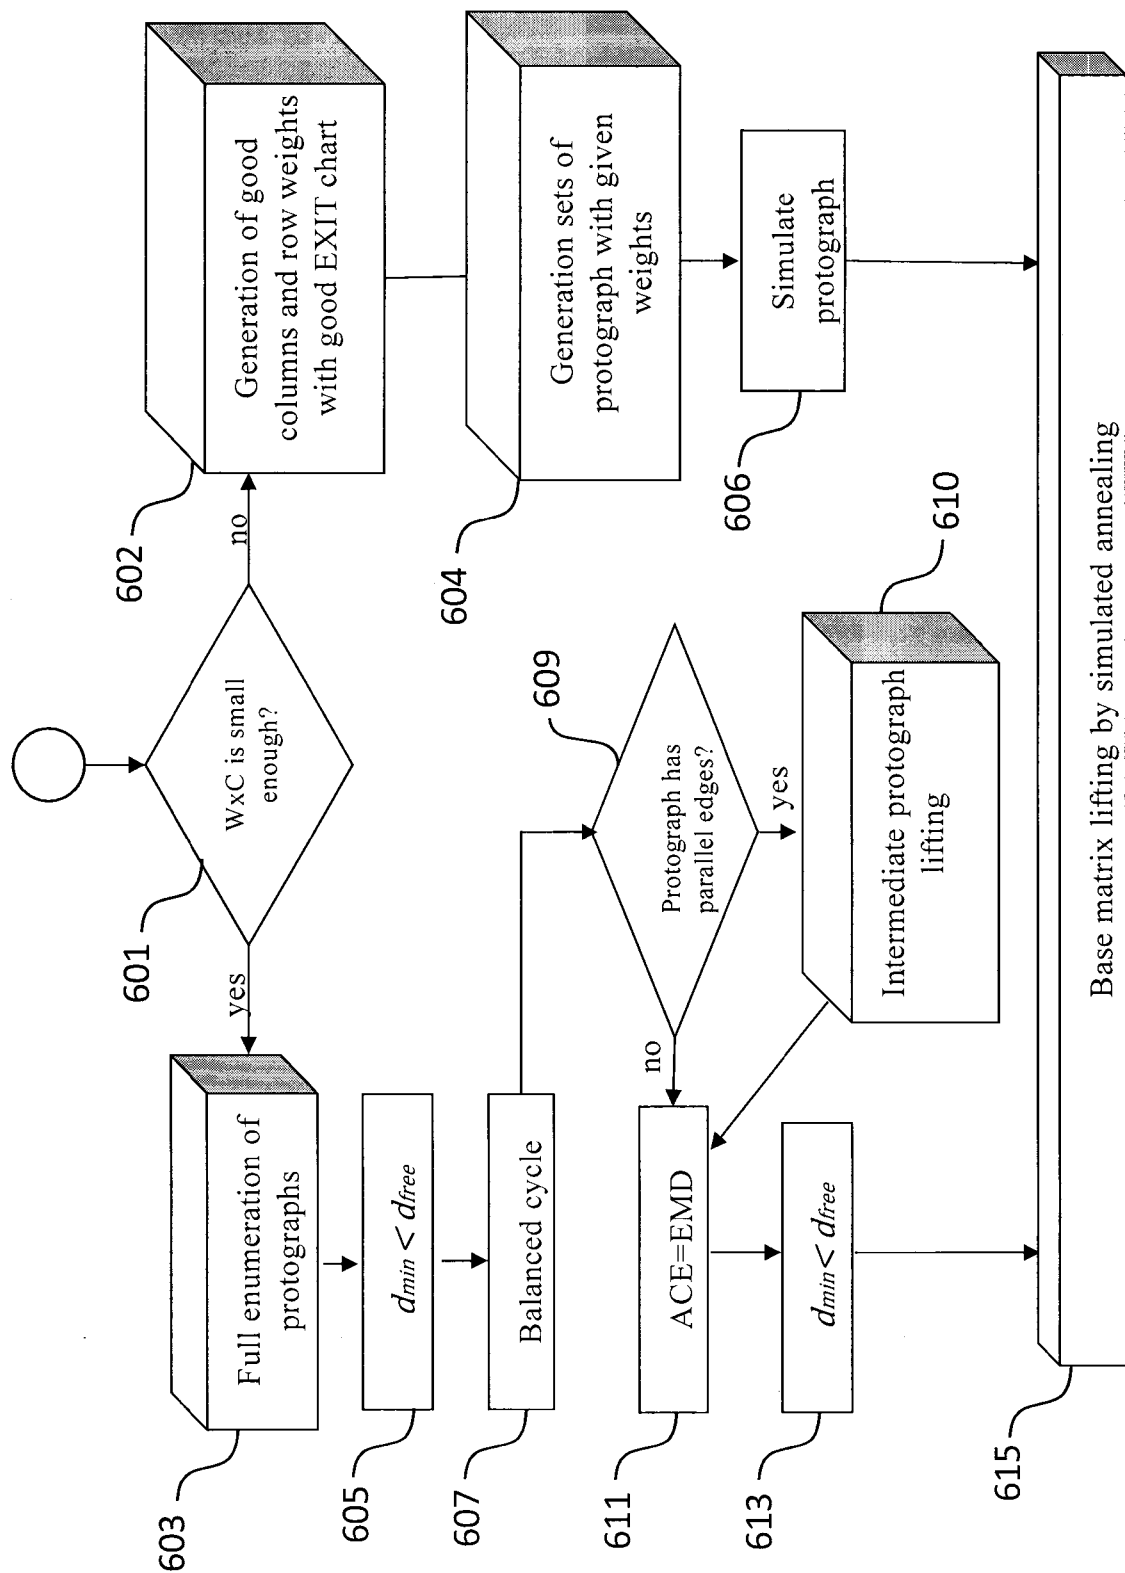 WxC is small
enough?
601
yes
no
602
Generation of good
columns and row weights
with good EXIT chart
603
Full enumeration of
protographs
604
Generation sets of
protograph with given
weights
605
dmin < dfree
606
Simulate
protograph
607
Balanced cycle
609
Protograph has
parallel edges?
no
yes
610
Intermediate protograph
lifting
611
ACE=EMD
613
dmin < dfree
615
Base matrix lifting by simulated annealing